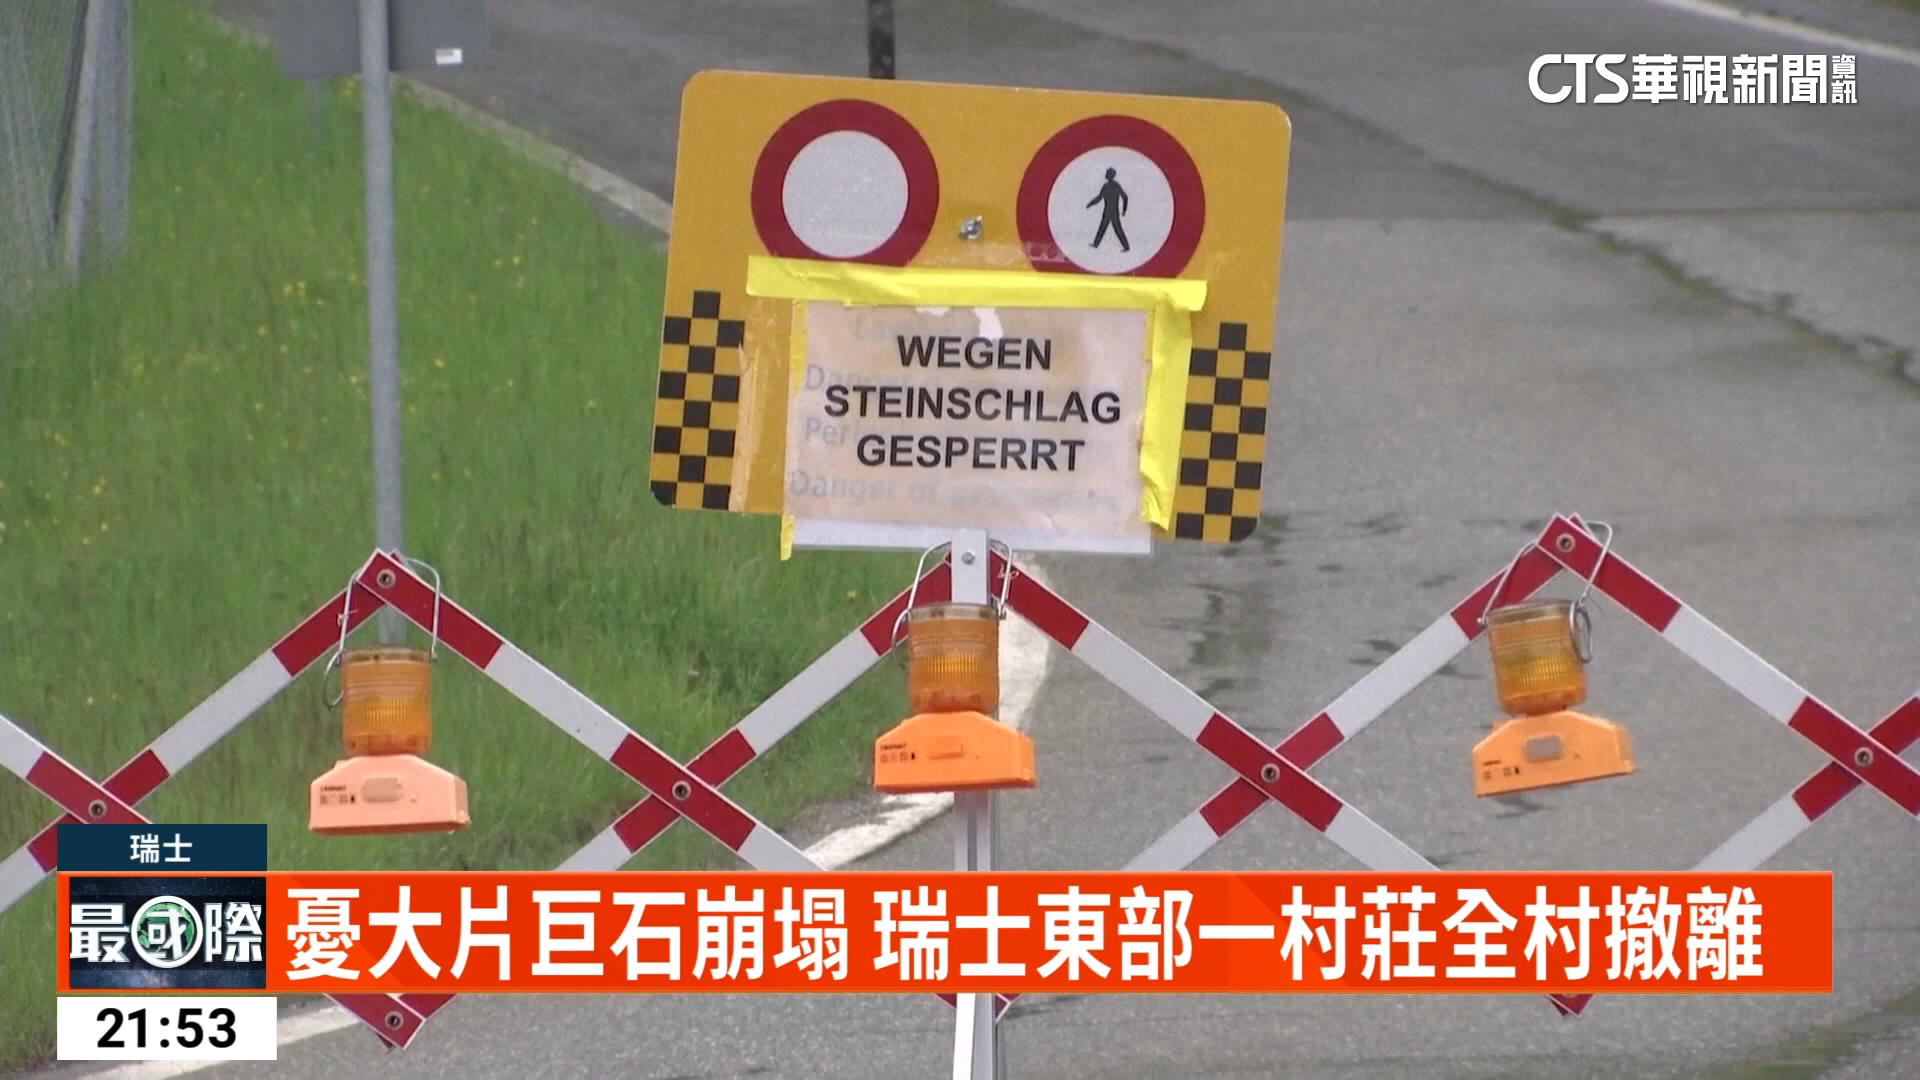 CTS華視新聞資訊
WEGEN
STEINSCHLAG
GESPERRT
瑞士
最國際
憂大片巨石崩塌 瑞士東部一村莊全村撤離
21:53